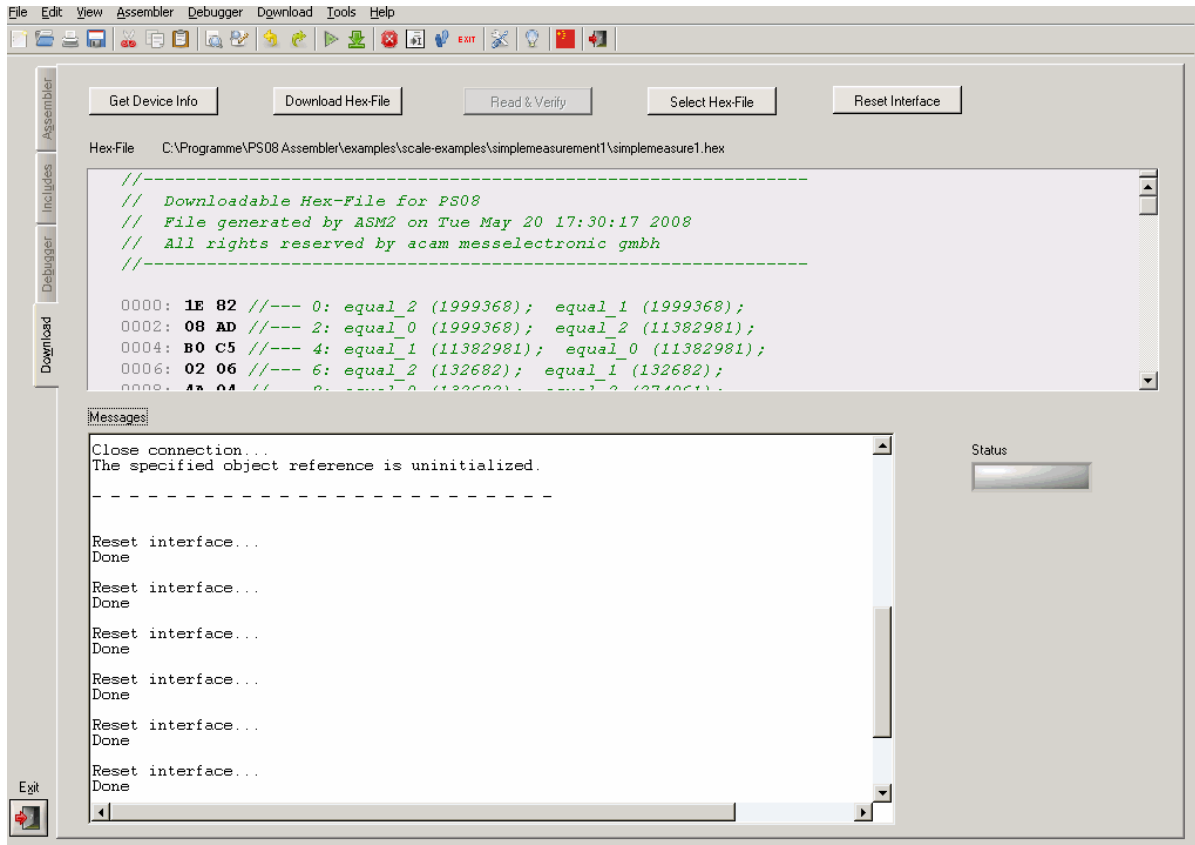 File Edit View Assembler Debugger Download Tools Help
EXIT
Assembler
Includes
Debugger
Download
Get Device Info Download Hex-File Read & Verify Select Hex-File Reset Interface
Hex-File C:\Programme\PS08 Assembler\examples\scale-examples\simplemeasurement1\simplemeasure1.hex
//---------------------------------------------------------------
// Downloadable Hex-File for PS08
// File generated by ASM2 on Tue May 20 17:30:17 2008
// All rights reserved by acam messelectronic gmbh
//---------------------------------------------------------------
0000: 1E 82 //--- 0: equal_2 (1999368); equal_1 (1999368);
0002: 08 AD //--- 2: equal_0 (1999368); equal_2 (11382981);
0004: B0 C5 //--- 4: equal_1 (11382981); equal_0 (11382981);
0006: 02 06 //--- 6: equal_2 (132682); equal_1 (132682);
Messages
Close connection...
The specified object reference is uninitialized.
- - - - - - - - - - - - - - - - - - - - - - - - -
Reset interface...
Done
Reset interface...
Done
Reset interface...
Done
Reset interface...
Done
Reset interface...
Done
Reset interface...
Done
Status
Exit